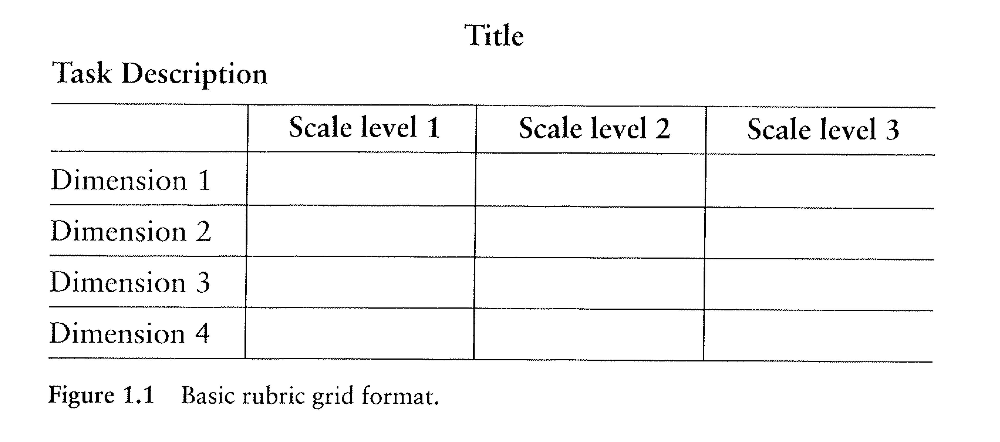 Title
Task Description
Scale level 1 Scale level 2 Scale level 3
Dimension 1
Dimension 2
Dimension 3
Dimension 4
Figure 1.1 Basic rubric grid format.